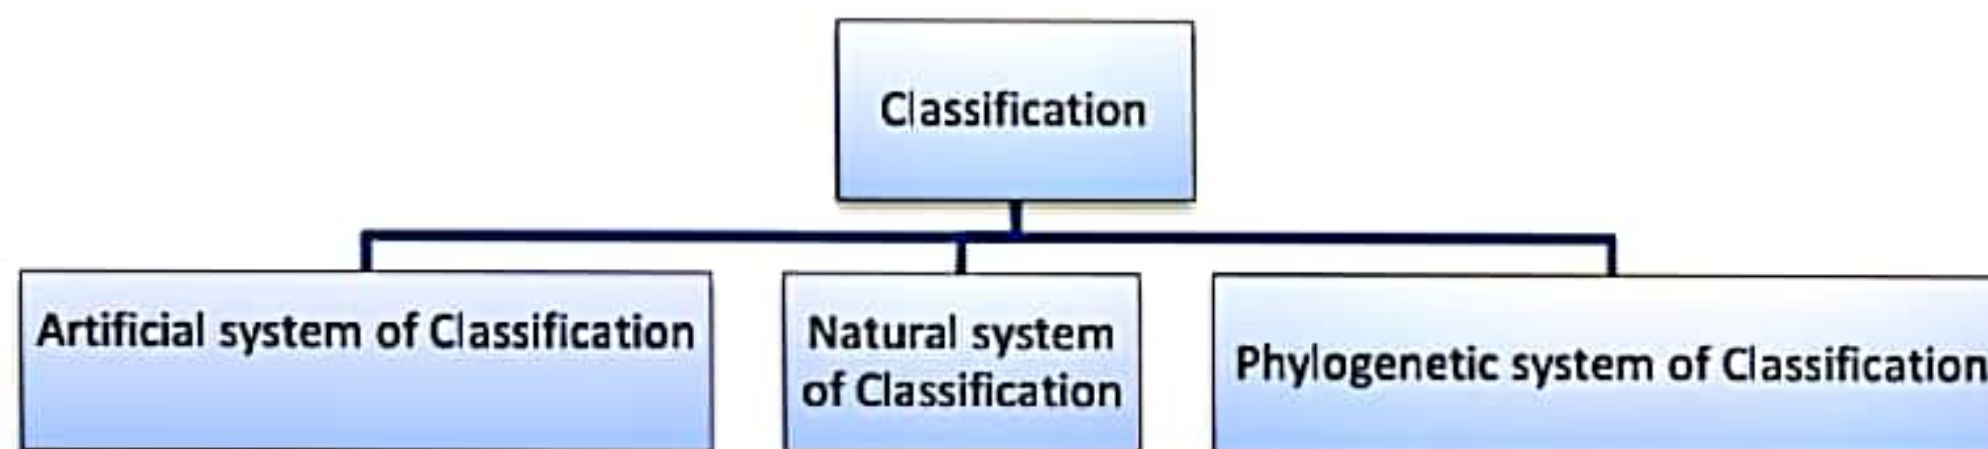 Classification
Artificial system of Classification
Natural system
of Classification
Phylogenetic system of Classification